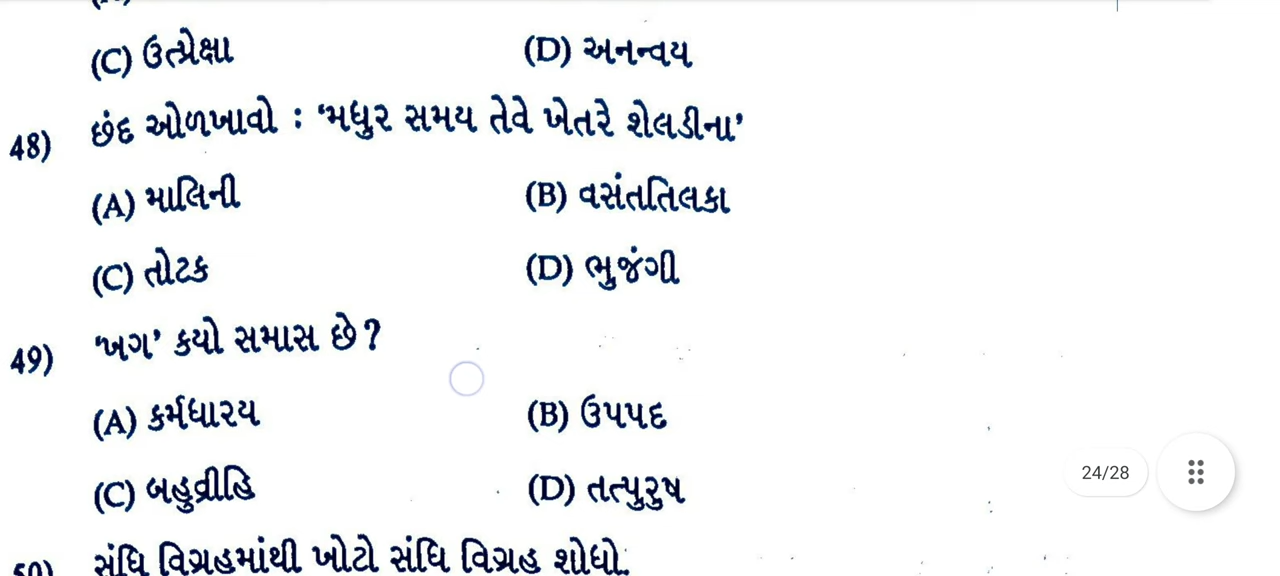 (C) ઉત્પ્રેક્ષા (D) અનન્વય
48) છંદ ઓળખાવો : ‘મધુર સમય તેવે ખેતરે શેલડીના’
(A) માલિની (B) વસંતતિલકા
(C) તોટક (D) ભુજંગી
49) ‘ખગ’ કયો સમાસ છે?
(A) કર્મધારય (B) ઉપપદ
(C) બહુવ્રીહિ (D) તત્પુરુષ
24/28
50) સંધિ વિગ્રહમાંથી ખોટો સંધિ વિગ્રહ શોધો.